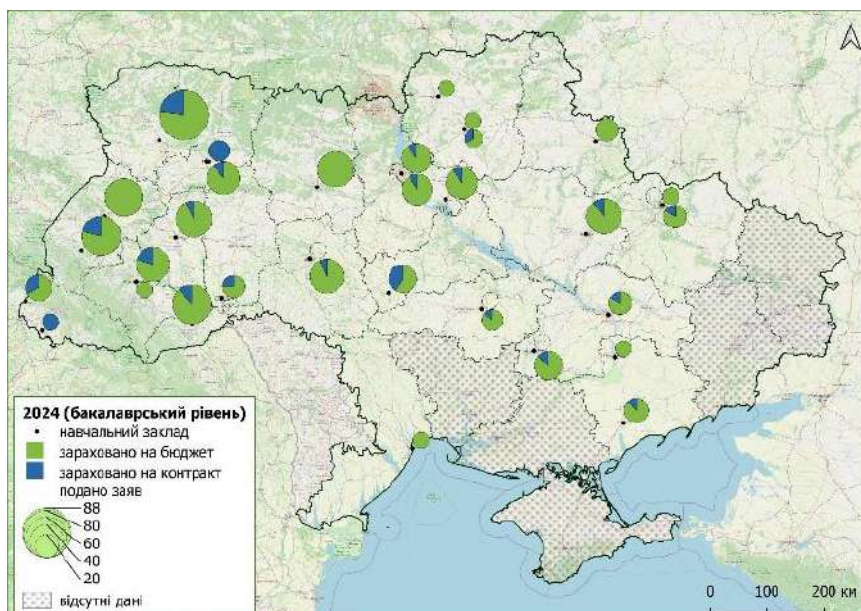 2024 (бакалаврський рівень)
навчальний заклад
зараховано на бюджет
зараховано на контракт
подано заяв
88
80
60
40
20
відсутні дані
0 100 200 км